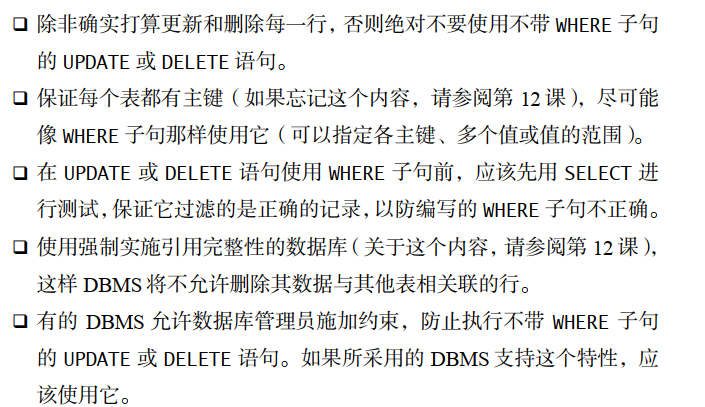 ❑ 除非确实打算更新和删除每一行，否则绝对不要使用不带 WHERE 子句
的 UPDATE 或 DELETE 语句。
❑ 保证每个表都有主键（如果忘记这个内容，请参阅第 12 课），尽可能
像 WHERE 子句那样使用它（可以指定各主键、多个值或值的范围）。
❑ 在 UPDATE 或 DELETE 语句使用 WHERE 子句前，应该先用 SELECT 进
行测试，保证它过滤的是正确的记录，以防编写的 WHERE 子句不正确。
❑ 使用强制实施引用完整性的数据库（关于这个内容，请参阅第 12 课），
这样 DBMS 将不允许删除其数据与其他表相关联的行。
❑ 有的 DBMS 允许数据库管理员施加约束，防止执行不带 WHERE 子句
的 UPDATE 或 DELETE 语句。如果所采用的 DBMS 支持这个特性，应
该使用它。